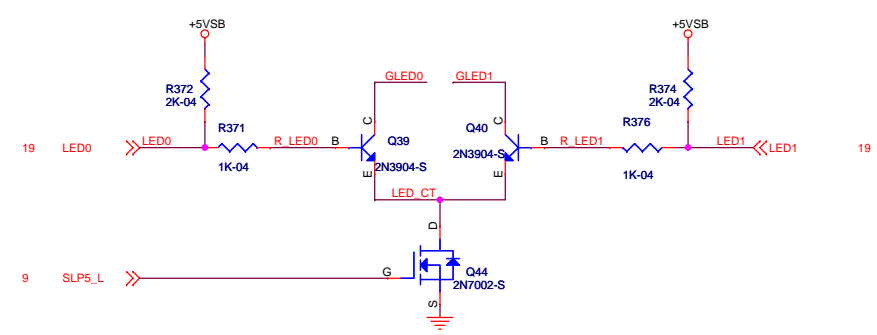 +5VSB +5VSB
GLED0 GLED1
R372 R374
2K-04 2K-04
R371 C Q39 Q40 C R376
19 LED0 LED0 R_LED0 B B R_LED1 LED1 LED1 19
2N3904-S 2N3904-S
1K-04 E E 1K-04
LED_CT
D
9 SLP5_L G Q44
2N7002-S
S